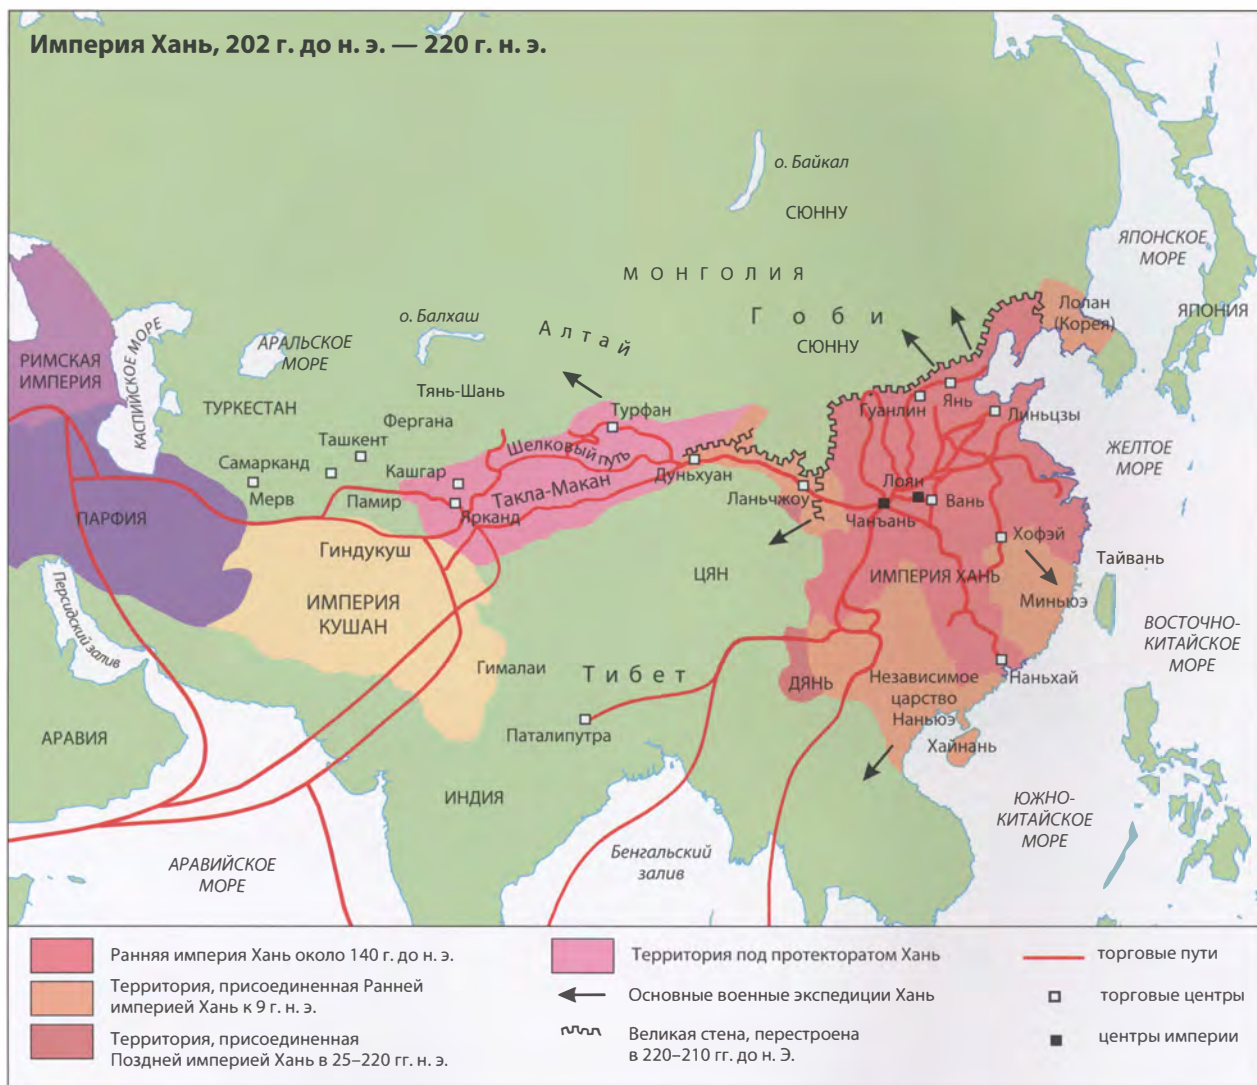 Империя Хань, 202 г. до н. э. — 220 г. н. э.
о. Байкал
СЮННУ
ЯПОНСКОЕ
МОРЕ
МОНГОЛИЯ
Лолан
(Корея)
ЯПОНИЯ
о. Балхаш
Алтай
Гоби
СЮННУ
КАСПИЙСКОЕ МОРЕ
АРАЛЬСКОЕ
МОРЕ
РИМСКАЯ
ИМПЕРИЯ
Тянь-Шань
ТУРКЕСТАН
Фергана
Турфан
Гуанлин
Янь
Линьцзы
Ташкент
Шелковый путь
ЖЕЛТОЕ
МОРЕ
Самарканд
Кашгар
Дуньхуан
Мерв
Памир
Такла-Макан
Ланьчжоу
Лоян
Вань
ПАРФИЯ
Ярканд
Чанъань
Хофэй
Гиндукуш
Тайвань
ЦЯН
ИМПЕРИЯ ХАНЬ
Персидский залив
ИМПЕРИЯ
КУШАН
Миньюэ
ВОСТОЧНО-
КИТАЙСКОЕ
МОРЕ
Гималаи
Тибет
ДЯНЬ
Независимое
царство
Наньюэ
Наньхай
АРАВИЯ
Паталипутра
Хайнань
ИНДИЯ
ЮЖНО-
КИТАЙСКОЕ
МОРЕ
АРАВИЙСКОЕ
МОРЕ
Бенгальский
залив
Ранняя империя Хань около 140 г. до н. э.
Территория, присоединенная Ранней
империей Хань к 9 г. н. э.
Территория, присоединенная
Поздней империей Хань в 25–220 гг. н. э.
Территория под протекторатом Хань
Основные военные экспедиции Хань
Великая стена, перестроена
в 220–210 гг. до н. Э.
торговые пути
торговые центры
центры империи